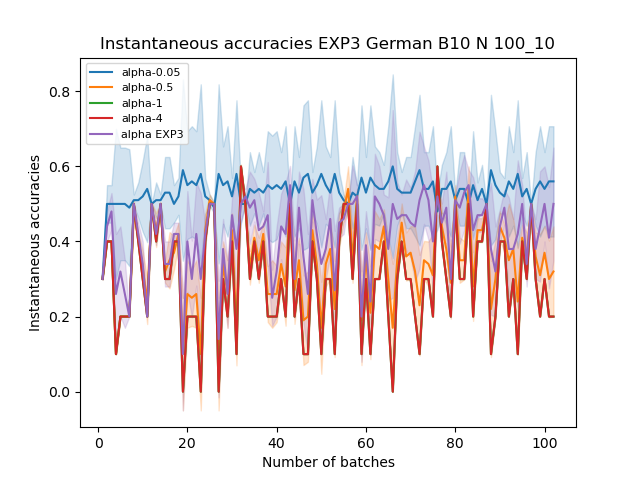 Instantaneous accuracies EXP3 German B10 N 100_10
alpha-0.05
alpha-0.5
alpha-1
alpha-4
alpha EXP3
Instantaneous accuracies
0.8
0.6
0.4
0.2
0.0
0 20 40 60 80 100
Number of batches